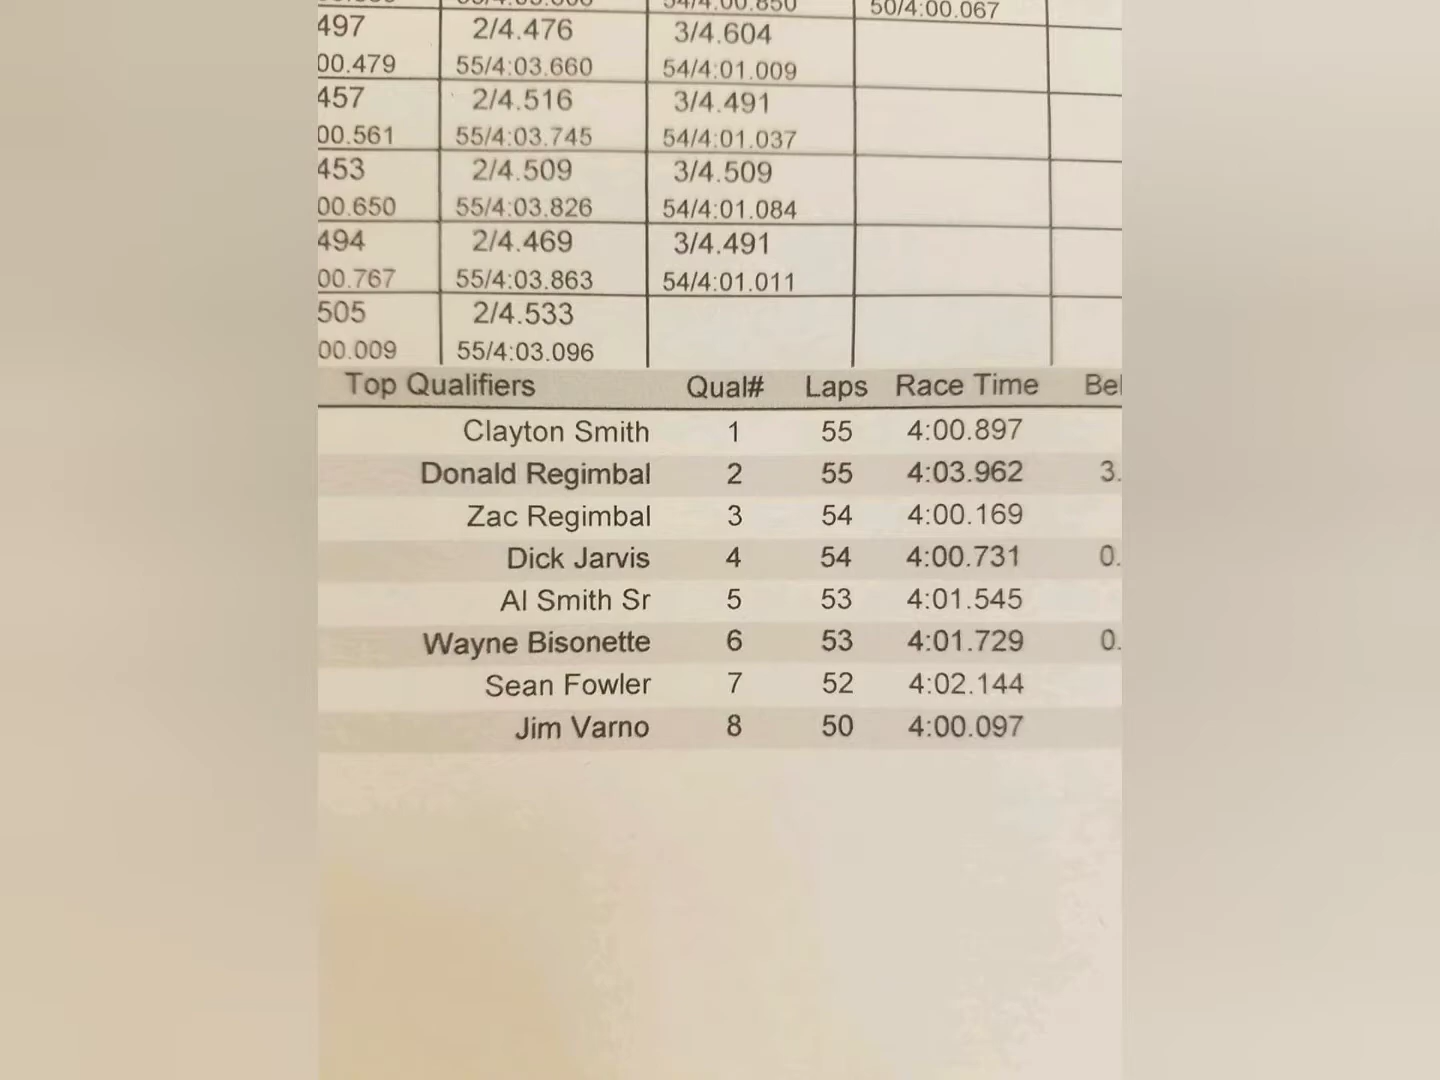 50/4:00.067
497 2/4.476 3/4.604
00.479 55/4:03.660 54/4:01.009
457 2/4.516 3/4.491
00.561 55/4:03.745 54/4:01.037
453 2/4.509 3/4.509
00.650 55/4:03.826 54/4:01.084
494 2/4.469 3/4.491
00.767 55/4:03.863 54/4:01.011
505 2/4.533
00.009 55/4:03.096
Top Qualifiers Qual# Laps Race Time
Clayton Smith 1 55 4:00.897
Donald Regimbal 2 55 4:03.962 3.
Zac Regimbal 3 54 4:00.169
Dick Jarvis 4 54 4:00.731 0.
Al Smith Sr 5 53 4:01.545
Wayne Bisonette 6 53 4:01.729 0.
Sean Fowler 7 52 4:02.144
Jim Varno 8 50 4:00.097